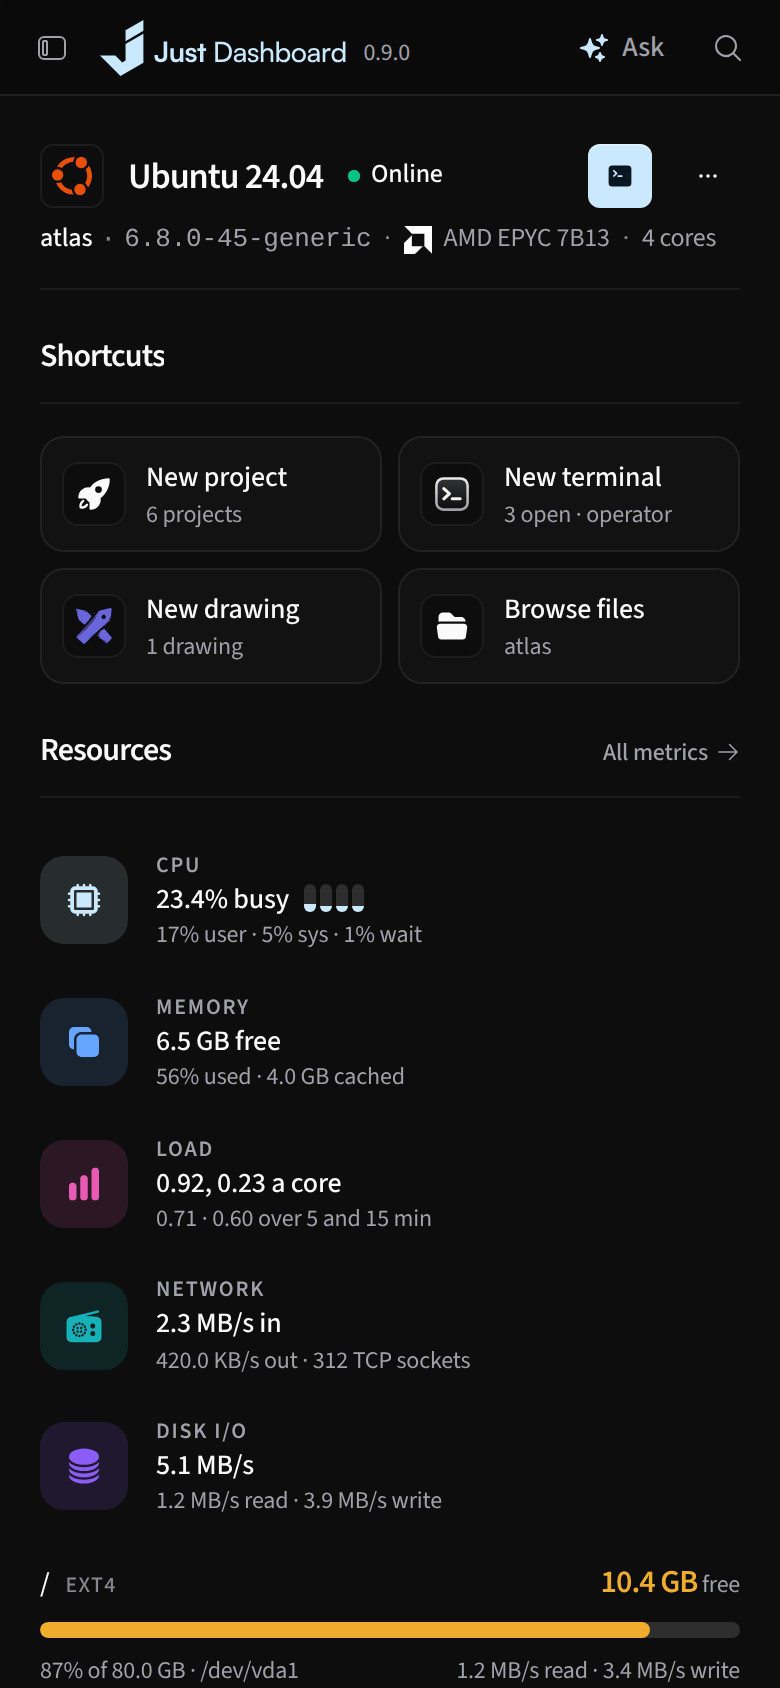 Just Dashboard 0.9.0 Ask
Ubuntu 24.04 Online
atlas · 6.8.0-45-generic · AMD EPYC 7B13 · 4 cores
Shortcuts
New project
6 projects
New terminal
3 open · operator
New drawing
1 drawing
Browse files
atlas
Resources All metrics →
CPU
23.4% busy
17% user · 5% sys · 1% wait
MEMORY
6.5 GB free
56% used · 4.0 GB cached
LOAD
0.92, 0.23 a core
0.71 · 0.60 over 5 and 15 min
NETWORK
2.3 MB/s in
420.0 KB/s out · 312 TCP sockets
DISK I/O
5.1 MB/s
1.2 MB/s read · 3.9 MB/s write
/ EXT4 10.4 GB free
87% of 80.0 GB · /dev/vda1 1.2 MB/s read · 3.4 MB/s write